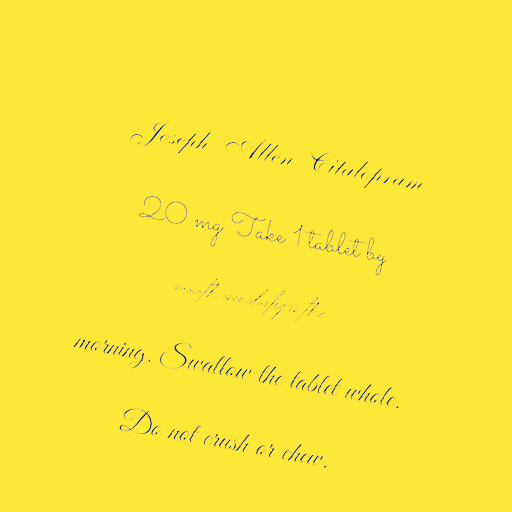 Joseph Allen Citalopram
20 mg Take 1 tablet by
mouth once daily in the
morning. Swallow the tablet whole.
Do not crush or chew.